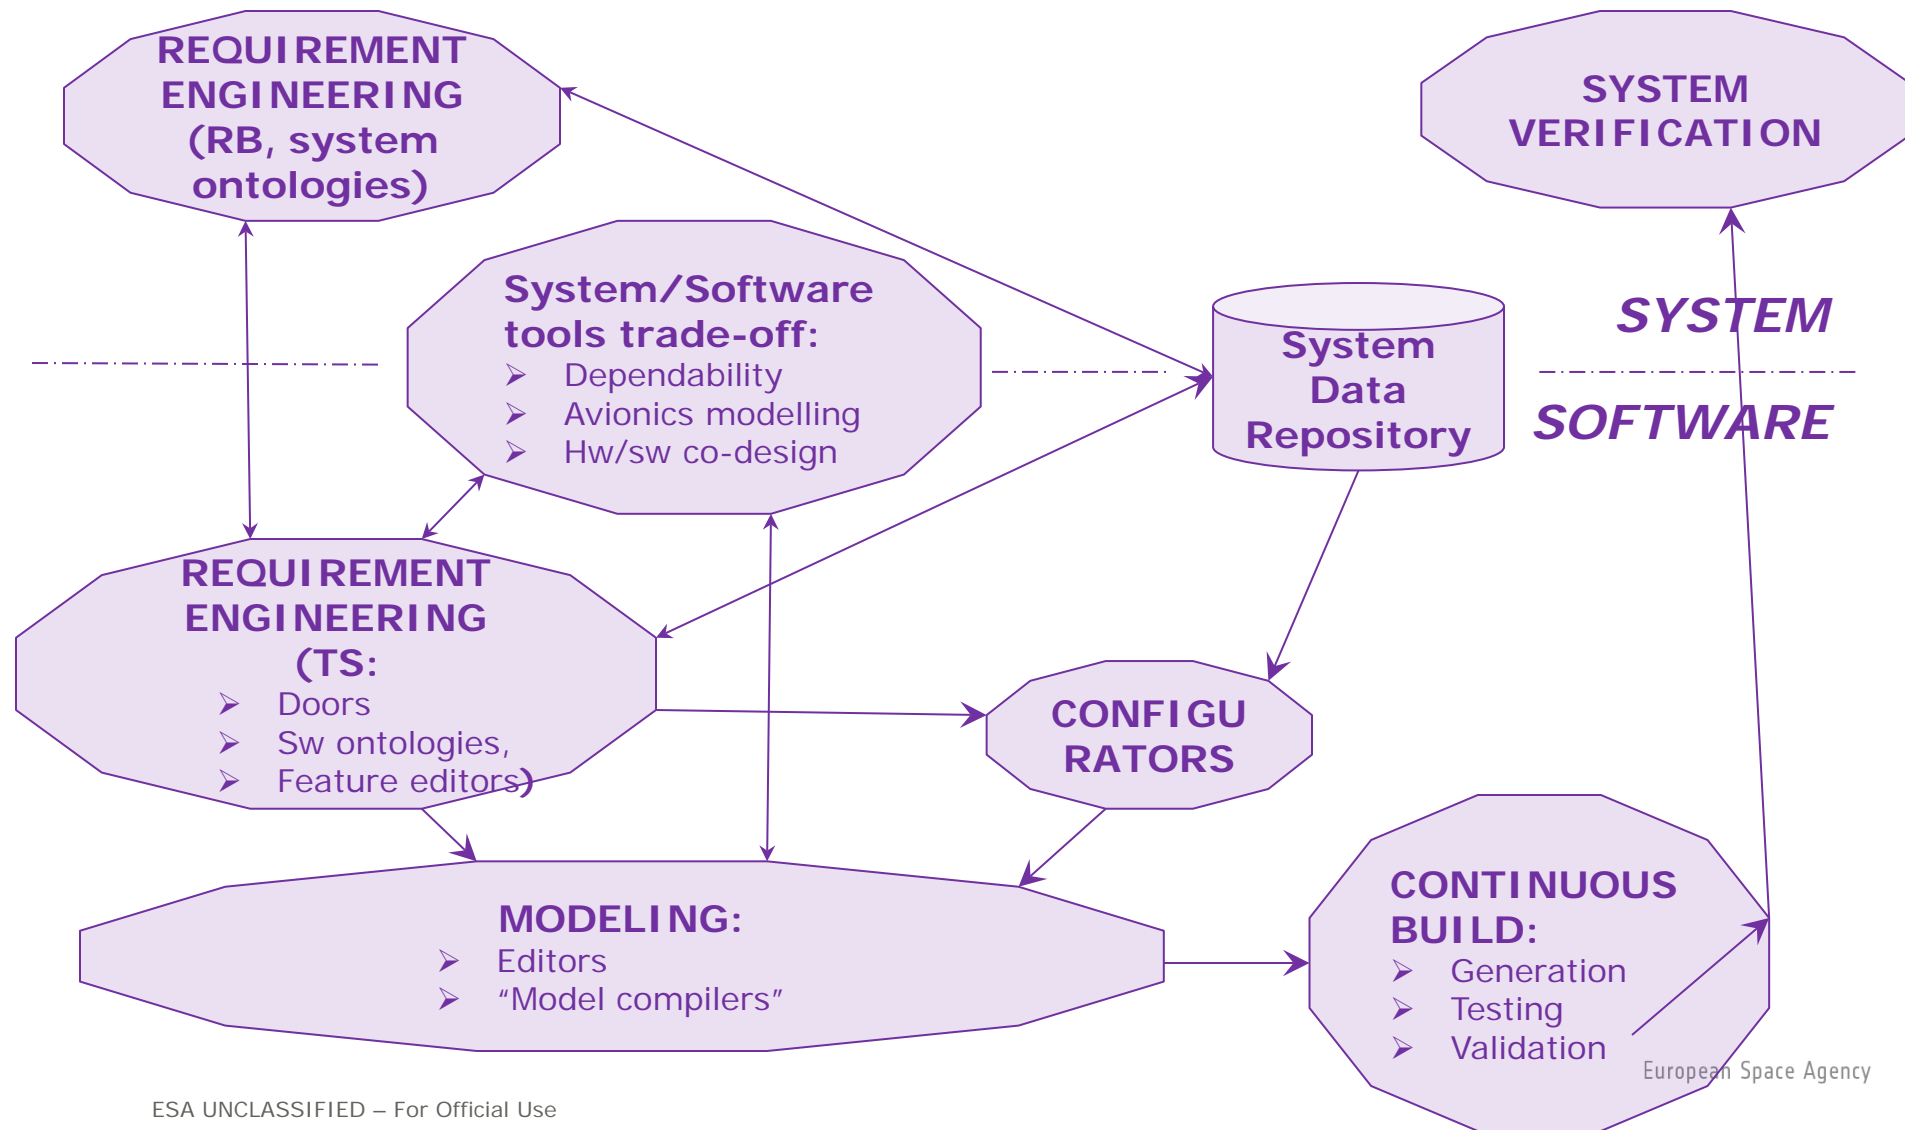 REQUIREMENT
ENGINEERING
(RB, system
ontologies)
SYSTEM
VERIFICATION
System/Software
tools trade-off:
➢ Dependability
➢ Avionics modelling
➢ Hw/sw co-design
System
Data
Repository
SYSTEM
SOFTWARE
REQUIREMENT
ENGINEERING
(TS:
➢ Doors
➢ Sw ontologies,
➢ Feature editors)
CONFIGU
RATORS
MODELING:
➢ Editors
➢ “Model compilers”
CONTINUOUS
BUILD:
➢ Generation
➢ Testing
➢ Validation
European Space Agency
ESA UNCLASSIFIED – For Official Use